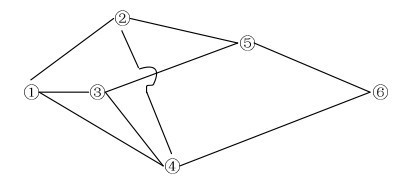 ②
⑤
① ③ ⑥
④